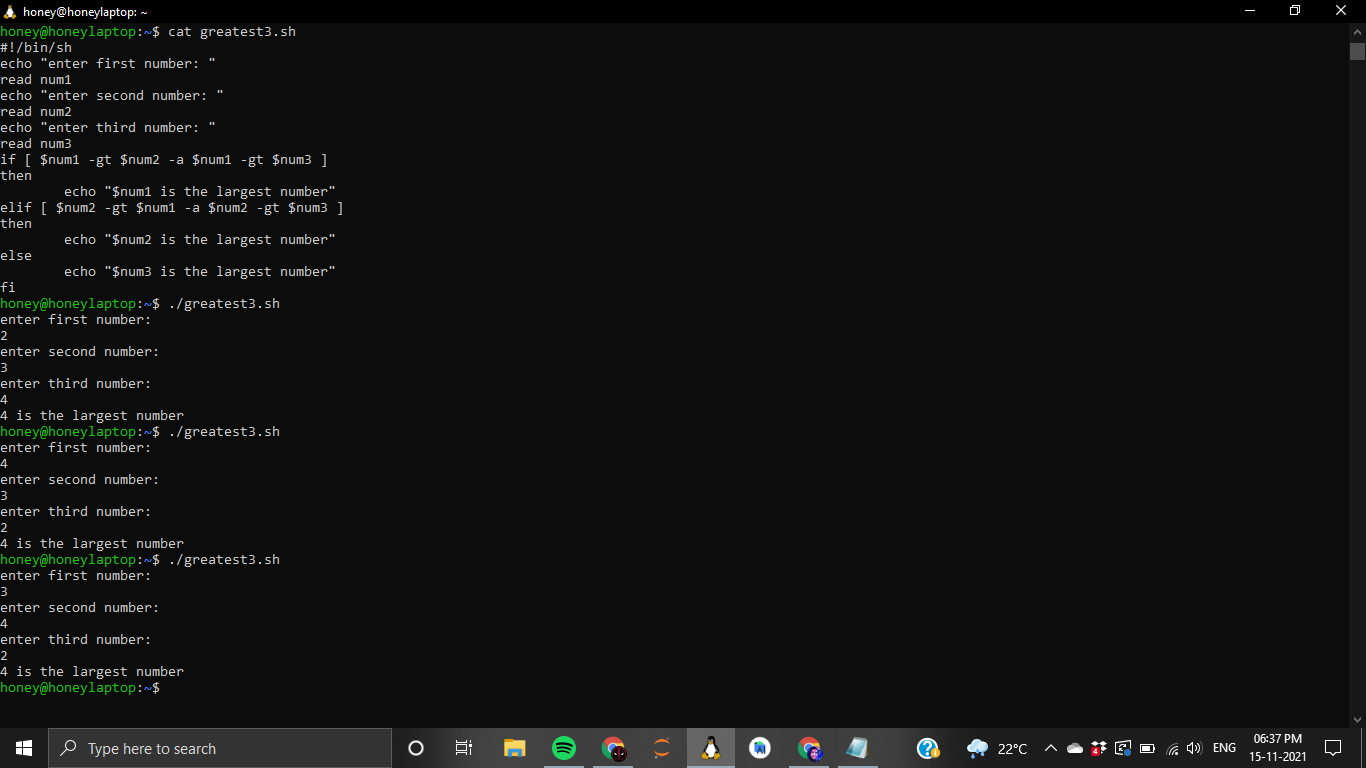 honey@honeylaptop: ~
honey@honeylaptop:~$ cat greatest3.sh
#!/bin/sh
echo "enter first number: "
read num1
echo "enter second number: "
read num2
echo "enter third number: "
read num3
if [ $num1 -gt $num2 -a $num1 -gt $num3 ]
then
        echo "$num1 is the largest number"
elif [ $num2 -gt $num1 -a $num2 -gt $num3 ]
then
        echo "$num2 is the largest number"
else
        echo "$num3 is the largest number"
fi
honey@honeylaptop:~$ ./greatest3.sh
enter first number:
2
enter second number:
3
enter third number:
4
4 is the largest number
honey@honeylaptop:~$ ./greatest3.sh
enter first number:
4
enter second number:
3
enter third number:
2
4 is the largest number
honey@honeylaptop:~$ ./greatest3.sh
enter first number:
3
enter second number:
4
enter third number:
2
4 is the largest number
honey@honeylaptop:~$
Type here to search
22°C
ENG
06:37 PM
15-11-2021